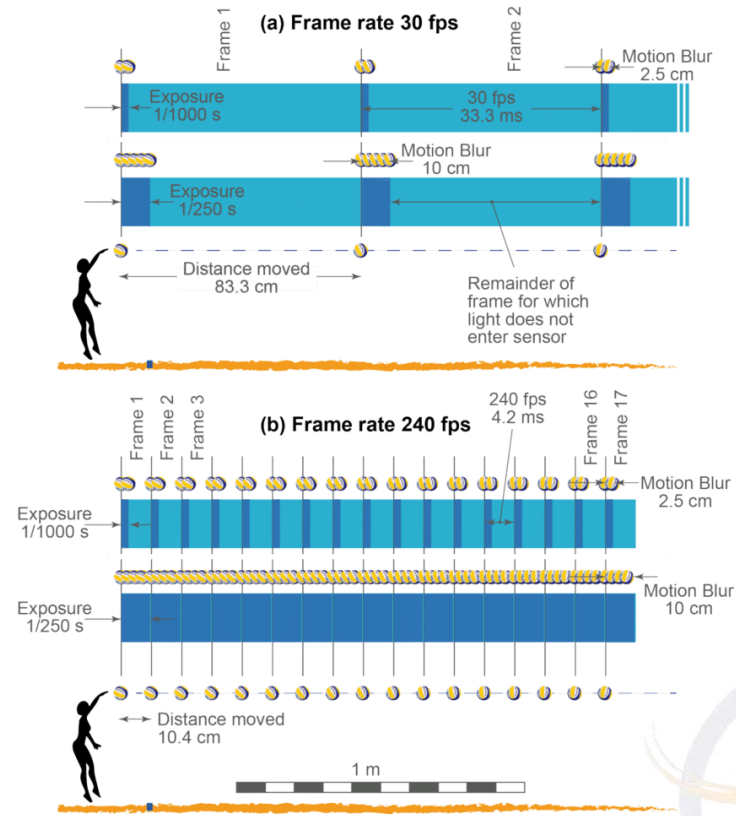 (a) Frame rate 30 fps
Frame 1
Frame 2
Motion Blur
2.5 cm
Exposure
1/1000 s
30 fps
33.3 ms
Motion Blur
10 cm
Exposure
1/250 s
Distance moved
83.3 cm
Remainder of
frame for which
light does not
enter sensor
(b) Frame rate 240 fps
Frame 1
Frame 2
Frame 3
240 fps
4.2 ms
Frame 16
Frame 17
Motion Blur
2.5 cm
Exposure
1/1000 s
Exposure
1/250 s
Motion Blur
10 cm
Distance moved
10.4 cm
1 m